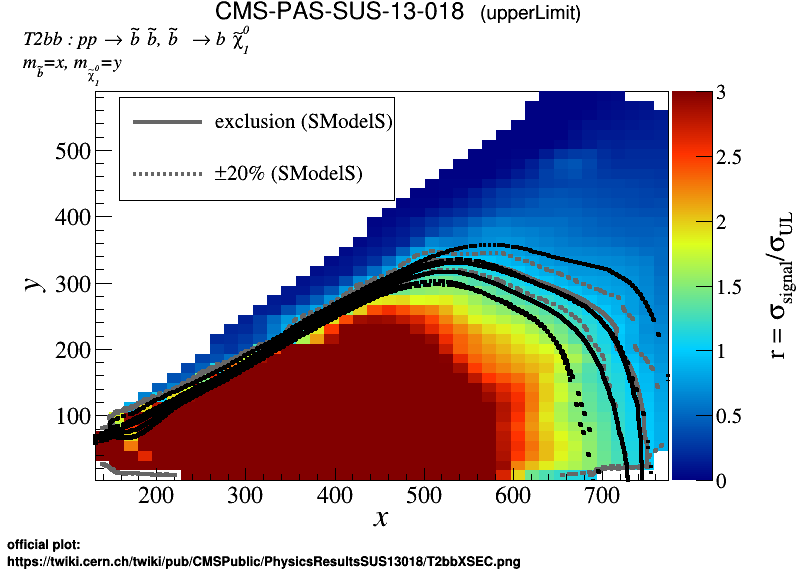 CMS-PAS-SUS-13-018 (upperLimit)
T2bb : pp → b̃ b̃, b̃ → b χ̃⁰₁
m_b̃=x, m_χ̃⁰₁=y
exclusion (SModelS)
±20% (SModelS)
500
400
300
200
100
y
200 300 400 500 600 700
x
3
2.5
2
1.5
1
0.5
0
r = σ_signal/σ_UL
official plot:
https://twiki.cern.ch/twiki/pub/CMSPublic/PhysicsResultsSUS13018/T2bbXSEC.png